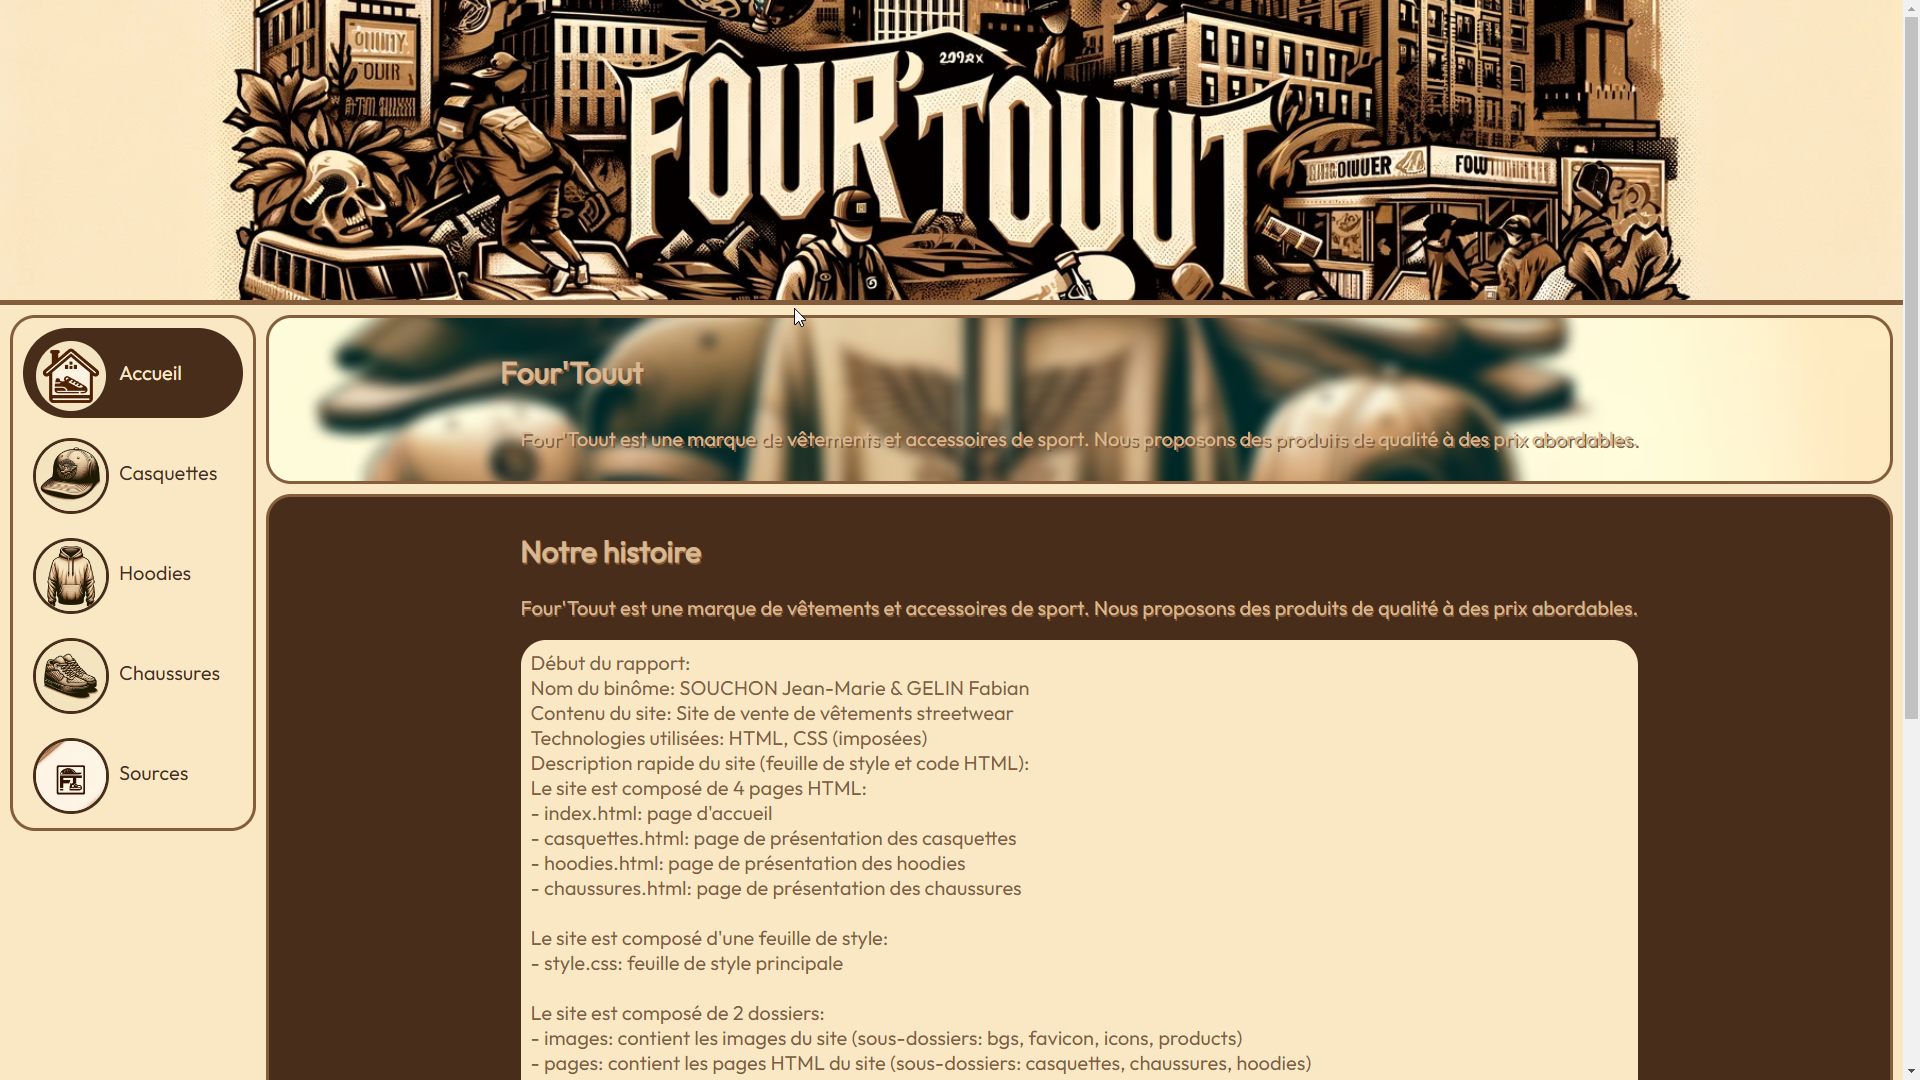 FOUR'TOUUT
Four'Touut
Four'Touut est une marque de vêtements et accessoires de sport. Nous proposons des produits de qualité à des prix abordables.
Accueil
Casquettes
Hoodies
Chaussures
Sources
Notre histoire
Four'Touut est une marque de vêtements et accessoires de sport. Nous proposons des produits de qualité à des prix abordables.
Début du rapport:
Nom du binôme: SOUCHON Jean-Marie & GELIN Fabian
Contenu du site: Site de vente de vêtements streetwear
Technologies utilisées: HTML, CSS (imposées)
Description rapide du site (feuille de style et code HTML):
Le site est composé de 4 pages HTML:
- index.html: page d'accueil
- casquettes.html: page de présentation des casquettes
- hoodies.html: page de présentation des hoodies
- chaussures.html: page de présentation des chaussures
Le site est composé d'une feuille de style:
- style.css: feuille de style principale
Le site est composé de 2 dossiers:
- images: contient les images du site (sous-dossiers: bgs, favicon, icons, products)
- pages: contient les pages HTML du site (sous-dossiers: casquettes, chaussures, hoodies)